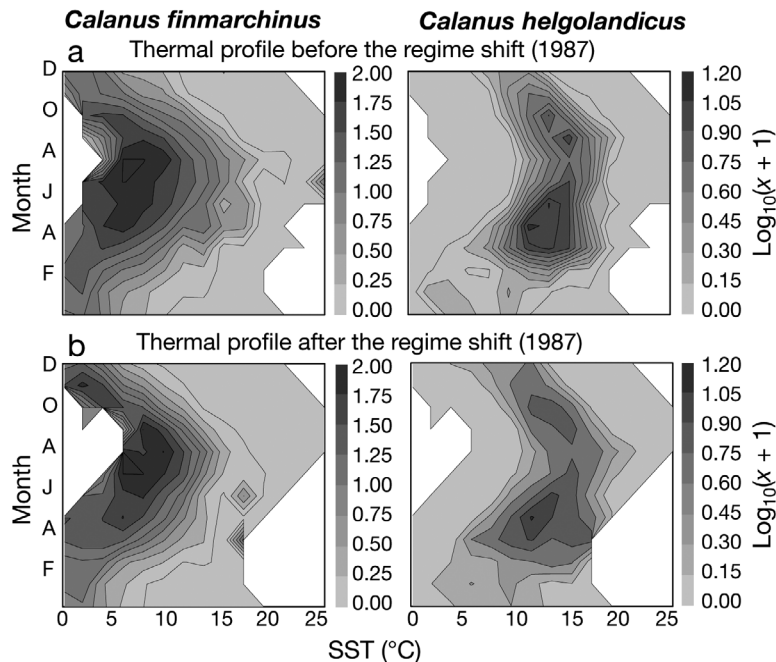 Calanus finmarchinus Calanus helgolandicus
a Thermal profile before the regime shift (1987)
D
O
A
J
A
F
Month
2.00
1.75
1.50
1.25
1.00
0.75
0.50
0.25
0.00
1.20
1.05
0.90
0.75
0.60
0.45
0.30
0.15
0.00
Log10(x + 1)
b Thermal profile after the regime shift (1987)
D
O
A
J
A
F
Month
2.00
1.75
1.50
1.25
1.00
0.75
0.50
0.25
0.00
1.20
1.05
0.90
0.75
0.60
0.45
0.30
0.15
0.00
Log10(x + 1)
0 5 10 15 20 25 0 5 10 15 20 25
SST (°C)